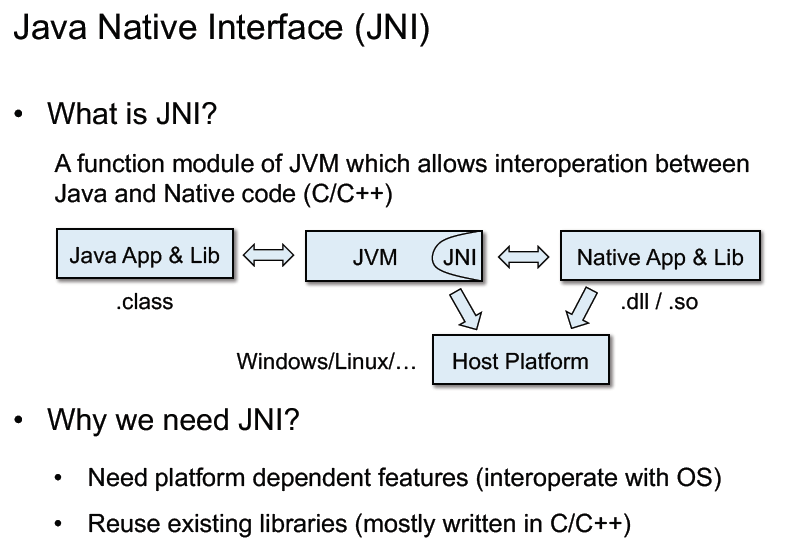 Java Native Interface (JNI)
• What is JNI?
A function module of JVM which allows interoperation between
Java and Native code (C/C++)
Java App & Lib
JVM
JNI
Native App & Lib
.class
.dll / .so
Windows/Linux/…
Host Platform
• Why we need JNI?
• Need platform dependent features (interoperate with OS)
• Reuse existing libraries (mostly written in C/C++)